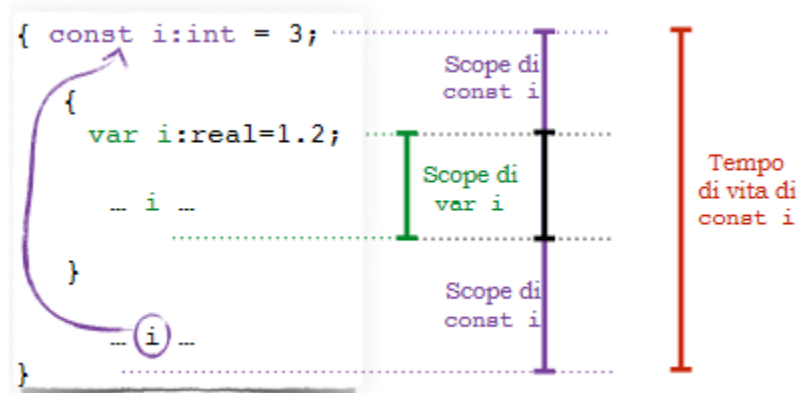 { const i:int = 3;
{
var i:real=1.2;
… i …
}
… i …
}
Scope di
const i
Scope di
var i
Scope di
const i
Tempo
di vita di
const i